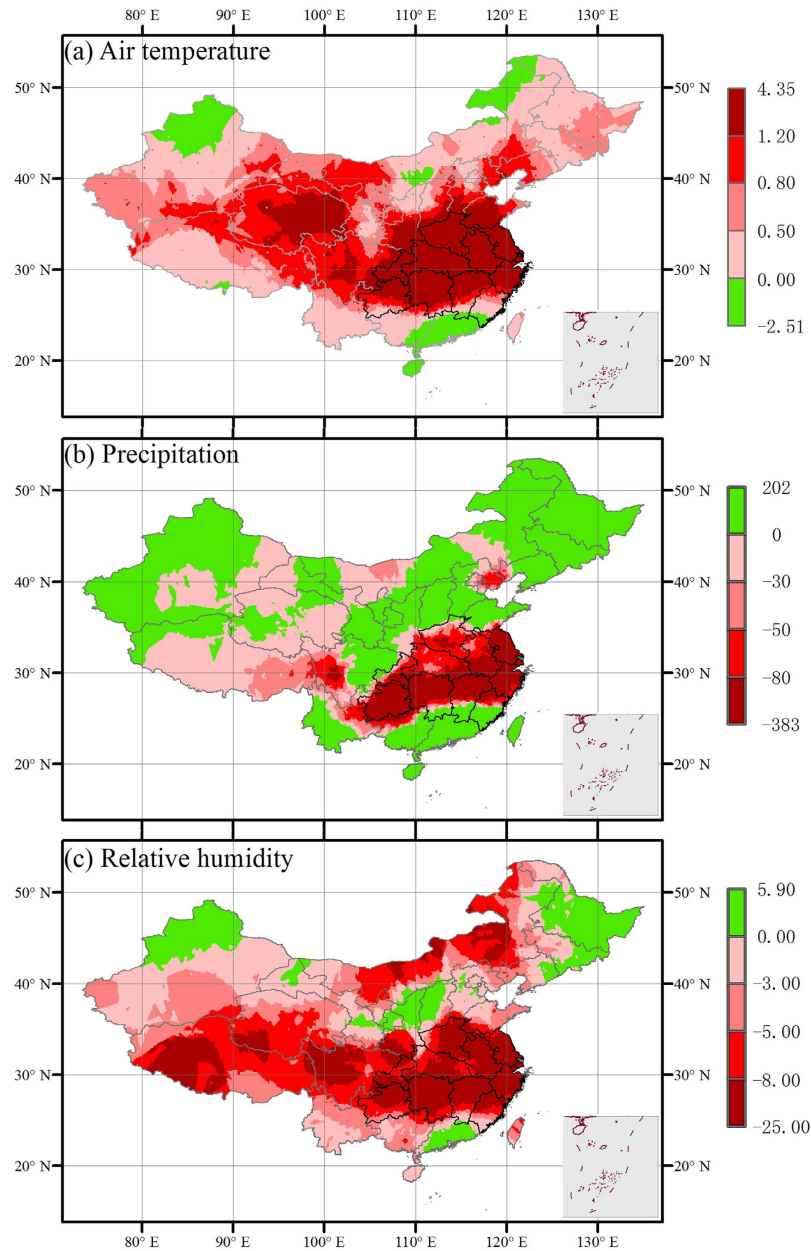 80° E 90° E 100° E 110° E 120° E 130° E
(a) Air temperature
50° N
40° N
30° N
20° N
50° N
40° N
30° N
20° N
4.35
1.20
0.80
0.50
0.00
-2.51
(b) Precipitation
50° N
40° N
30° N
20° N
50° N
40° N
30° N
20° N
202
0
-30
-50
-80
-383
(c) Relative humidity
50° N
40° N
30° N
20° N
50° N
40° N
30° N
20° N
5.90
0.00
-3.00
-5.00
-8.00
-25.00
80° E 90° E 100° E 110° E 120° E 130° E